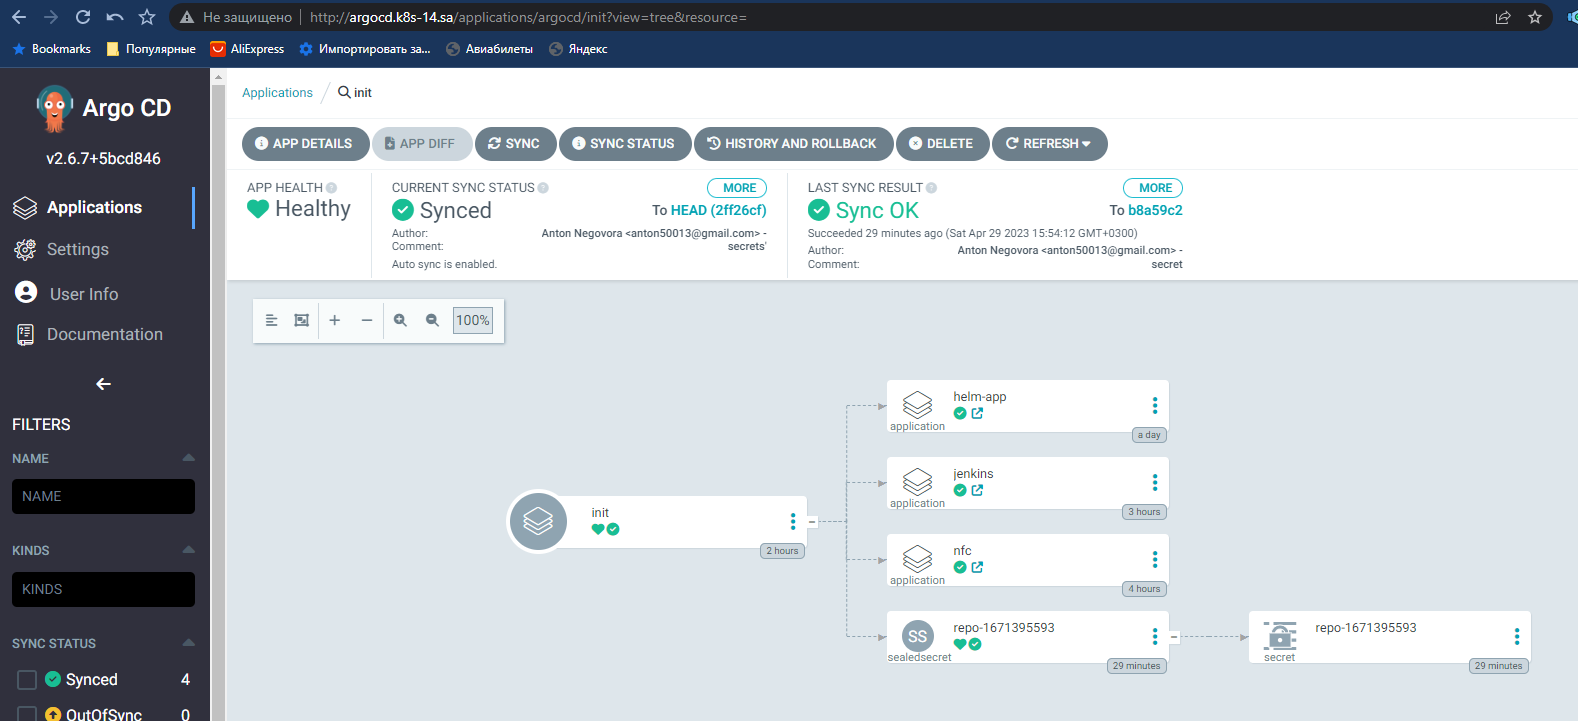 Не защищено http://argocd.k8s-14.sa/applications/argocd/init?view=tree&resource=
Bookmarks Популярные AliExpress Импортировать за... Авиабилеты Яндекс
Argo CD
v2.6.7+5bcd846
Applications
Settings
User Info
Documentation
FILTERS
NAME
NAME
KINDS
KINDS
SYNC STATUS
Synced 4
OutOfSync 0
Applications / init
APP DETAILS APP DIFF SYNC SYNC STATUS HISTORY AND ROLLBACK DELETE REFRESH
APP HEALTH
Healthy
CURRENT SYNC STATUS MORE
Synced To HEAD (2ff26cf)
Author: Anton Negovora <anton50013@gmail.com> -
Comment: secrets'
Auto sync is enabled.
LAST SYNC RESULT MORE
Sync OK To b8a59c2
Succeeded 29 minutes ago (Sat Apr 29 2023 15:54:12 GMT+0300)
Author: Anton Negovora <anton50013@gmail.com> -
Comment: secret
100%
init
2 hours
helm-app
application
a day
jenkins
application
3 hours
nfc
application
4 hours
SS
repo-1671395593
sealedsecret
29 minutes
repo-1671395593
secret
29 minutes